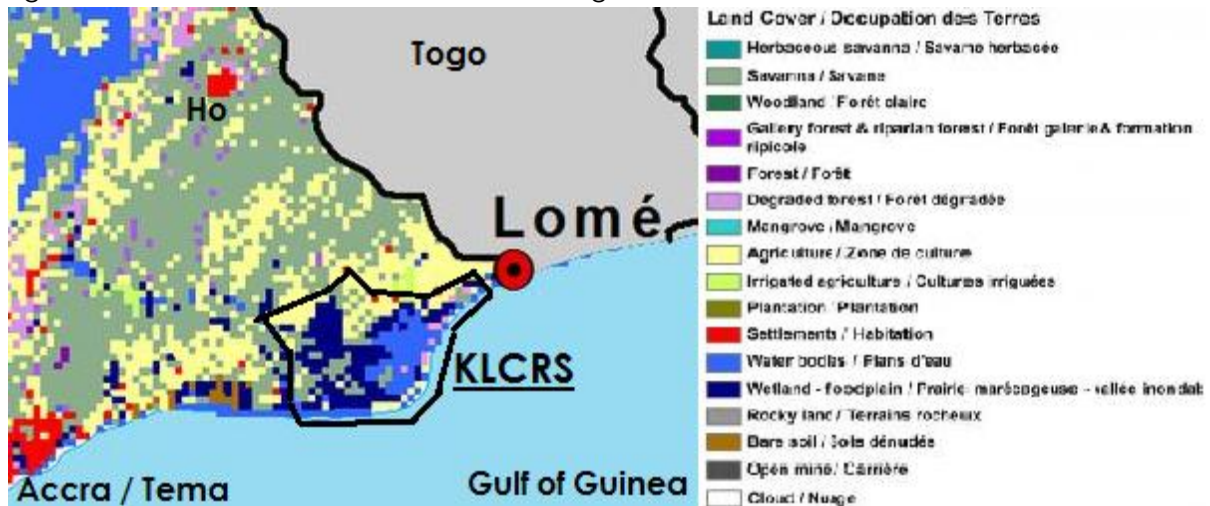 Togo
Ho
Lomé
KLCRS
Accra / Tema
Gulf of Guinea
Land Cover / Occupation des Terres
Herbaceous savanna / Savane herbacée
Savanna / Savane
Woodland / Forêt claire
Gallery forest & riparian forest / Forêt galerie & formation
ripicole
Forest / Forêt
Degraded forest / Forêt dégradée
Mangrove / Mangrove
Agriculture / Zone de culture
Irrigated agriculture / Cultures irriguées
Plantation / Plantation
Settlements / Habitation
Water bodies / Plans d'eau
Wetland - floodplain / Prairie marécageuse - vallée inondab
Rocky land / Terrains rocheux
Bare soil / Sols dénudés
Open mine / Carrière
Cloud / Nuage